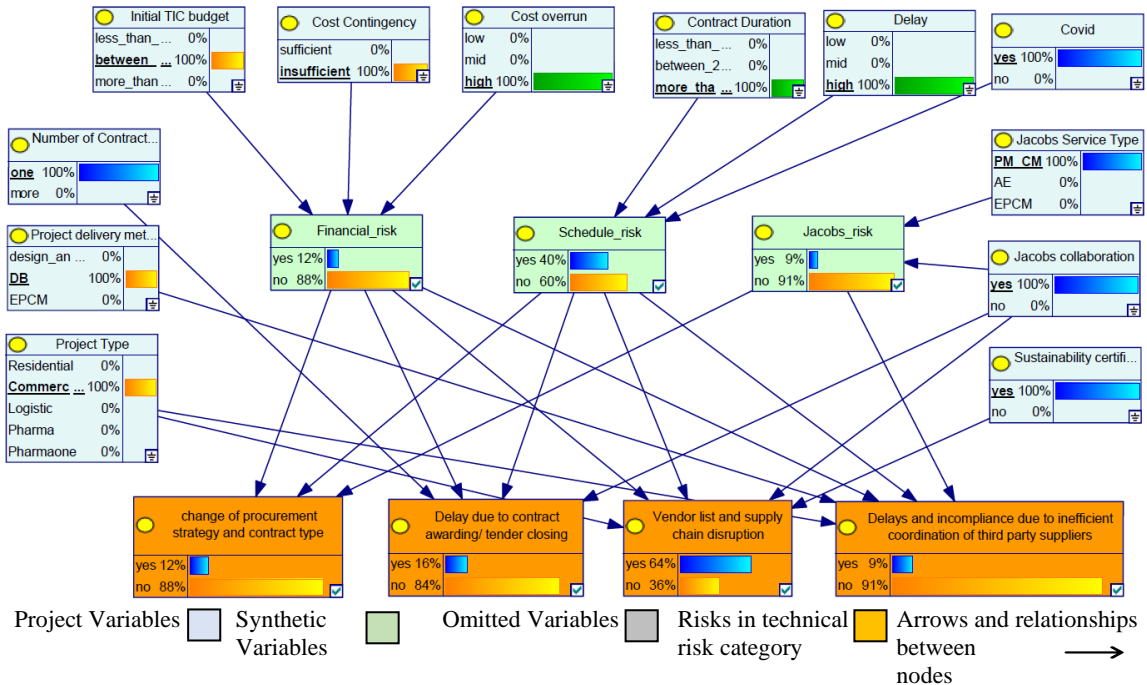 Initial TIC budget
less_than_ ... 0%
between_ ... 100%
more_than ... 0%
Cost Contingency
sufficient 0%
insufficient 100%
Cost overrun
low 0%
mid 0%
high 100%
Contract Duration
less_than_ ... 0%
between_2... 0%
more_tha ... 100%
Delay
low 0%
mid 0%
high 100%
Covid
yes 100%
no 0%
Number of Contract...
one 100%
more 0%
Jacobs Service Type
PM_CM 100%
AE 0%
EPCM 0%
Project delivery met...
design_an ... 0%
DB 100%
EPCM 0%
Financial_risk
yes 12%
no 88%
Schedule_risk
yes 40%
no 60%
Jacobs_risk
yes 9%
no 91%
Jacobs collaboration
yes 100%
no 0%
Project Type
Residential 0%
Commerc ... 100%
Logistic 0%
Pharma 0%
Pharmaone 0%
Sustainability certifi...
yes 100%
no 0%
change of procurement
strategy and contract type
yes 12%
no 88%
Delay due to contract
awarding/ tender closing
yes 16%
no 84%
Vendor list and supply
chain disruption
yes 64%
no 36%
Delays and incompliance due to inefficient
coordination of third party suppliers
yes 9%
no 91%
Project Variables
Synthetic
Variables
Omitted Variables
Risks in technical
risk category
Arrows and relationships
between
nodes